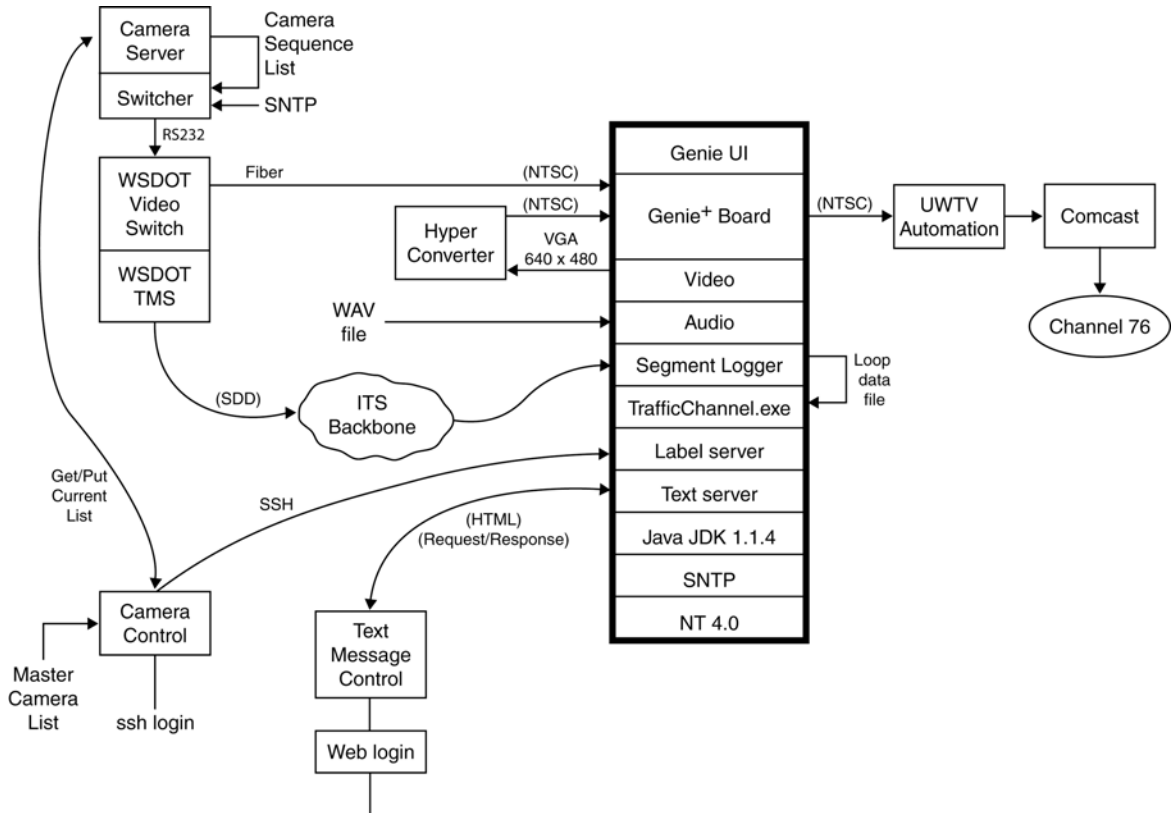 Camera
Server
Camera
Sequence
List
Switcher
SNTP
RS232
WSDOT
Video
Switch
WSDOT
TMS
Fiber
(NTSC)
(NTSC)
Hyper
Converter
VGA
640 x 480
WAV
file
(SDD)
ITS
Backbone
Genie UI
Genie+ Board
Video
Audio
Segment Logger
TrafficChannel.exe
Label server
Text server
Java JDK 1.1.4
SNTP
NT 4.0
(NTSC)
UWTV
Automation
Comcast
Channel 76
Loop
data
file
Get/Put
Current
List
SSH
(HTML)
(Request/Response)
Camera
Control
Master
Camera
List
ssh login
Text
Message
Control
Web login